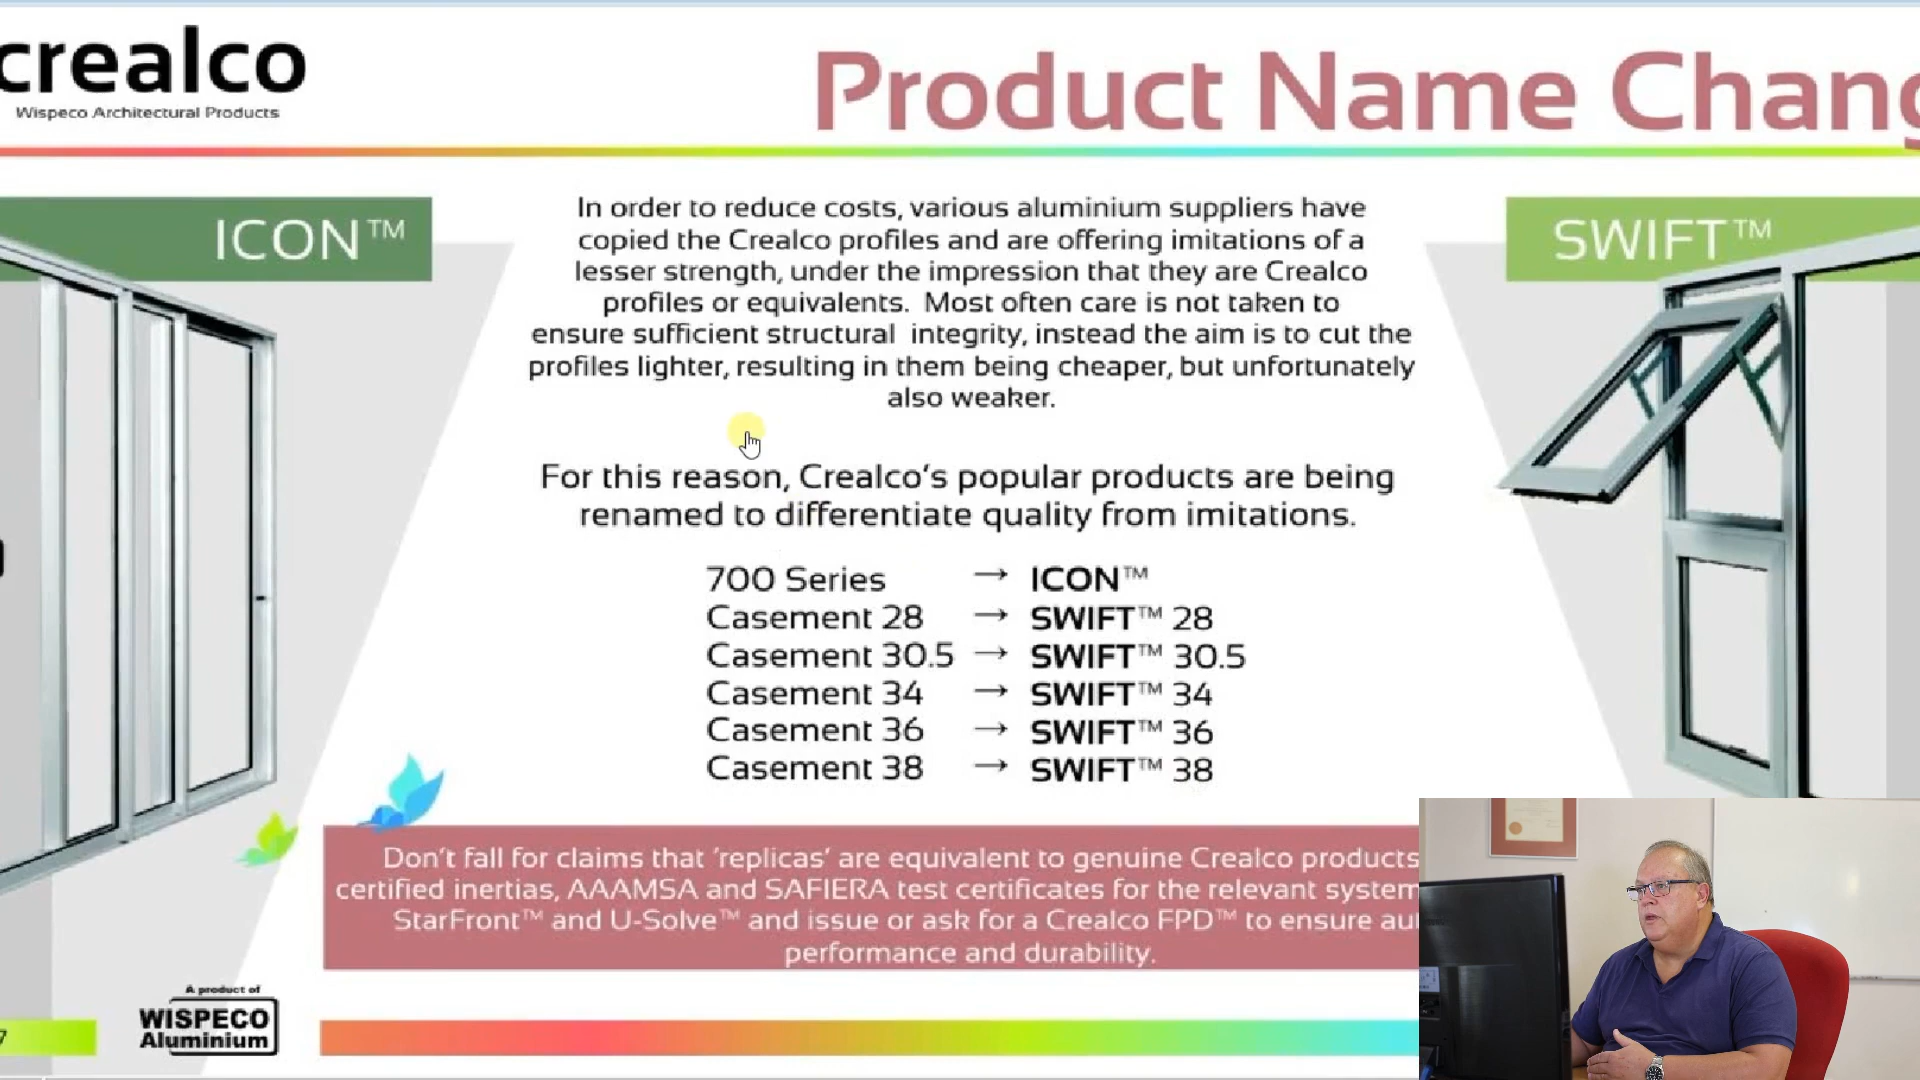 crealco
Wispeco Architectural Products
Product Name Chang
ICON™
SWIFT™
In order to reduce costs, various aluminium suppliers have
copied the Crealco profiles and are offering imitations of a
lesser strength, under the impression that they are Crealco
profiles or equivalents. Most often care is not taken to
ensure sufficient structural integrity, instead the aim is to cut the
profiles lighter, resulting in them being cheaper, but unfortunately
also weaker.
For this reason, Crealco's popular products are being
renamed to differentiate quality from imitations.
700 Series → ICON™
Casement 28 → SWIFT™ 28
Casement 30.5 → SWIFT™ 30.5
Casement 34 → SWIFT™ 34
Casement 36 → SWIFT™ 36
Casement 38 → SWIFT™ 38
Don't fall for claims that 'replicas' are equivalent to genuine Crealco products
certified inertias, AAAMSA and SAFIERA test certificates for the relevant system
StarFront™ and U-Solve™ and issue or ask for a Crealco FPD™ to ensure au
performance and durability.
A product of
WISPECO
Aluminium
7